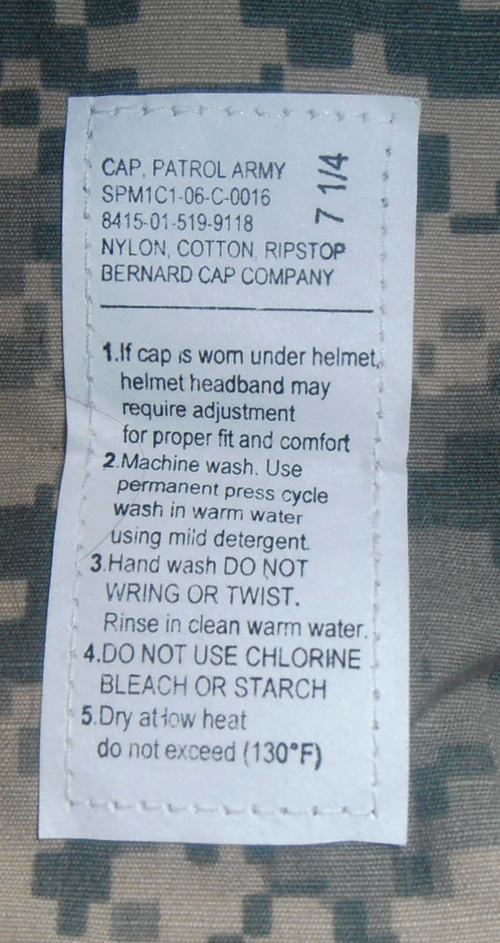 CAP, PATROL ARMY
SPM1C1-06-C-0016
8415-01-519-9118
NYLON, COTTON, RIPSTOP
BERNARD CAP COMPANY
7 1/4
1.If cap is worn under helmet,
helmet headband may
require adjustment
for proper fit and comfort
2.Machine wash. Use
permanent press cycle
wash in warm water
using mild detergent.
3.Hand wash DO NOT
WRING OR TWIST.
Rinse in clean warm water.
4.DO NOT USE CHLORINE
BLEACH OR STARCH
5.Dry at low heat
do not exceed (130°F)